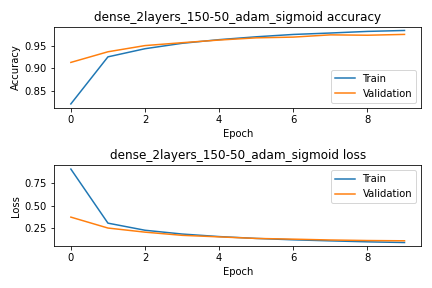 dense_2layers_150-50_adam_sigmoid accuracy
0.95
0.90
0.85
Accuracy
Train
Validation
0 2 4 6 8
Epoch
dense_2layers_150-50_adam_sigmoid loss
0.75
0.50
0.25
Loss
Train
Validation
0 2 4 6 8
Epoch